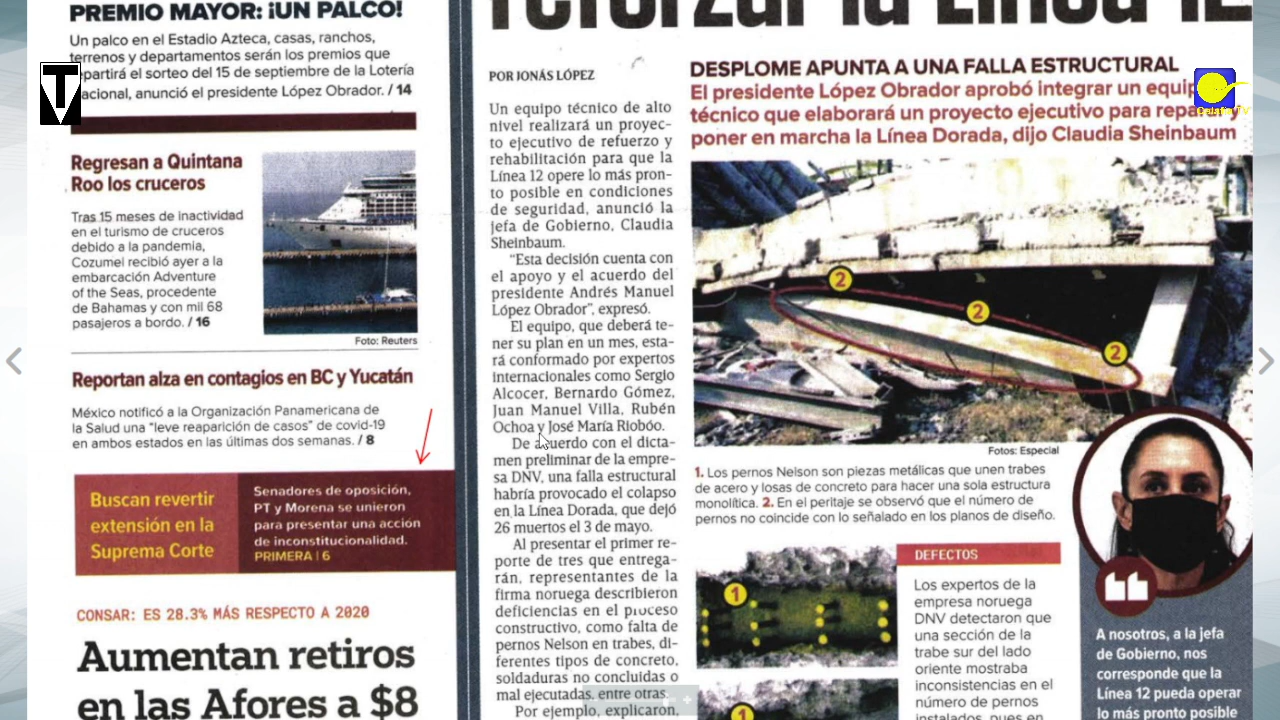 PREMIO MAYOR: ¡UN PALCO!
Un palco en el Estadio Azteca, casas, ranchos,
terrenos y departamentos serán los premios que
repartirá el sorteo del 15 de septiembre de la Lotería
Nacional, anunció el presidente López Obrador. / 14
TV
Regresan a Quintana
Roo los cruceros
Tras 15 meses de inactividad
en el turismo de cruceros
debido a la pandemia,
Cozumel recibió ayer a la
embarcación Adventure
of the Seas, procedente
de Bahamas y con mil 68
pasajeros a bordo. / 16
Foto: Reuters
Reportan alza en contagios en BC y Yucatán
México notificó a la Organización Panamericana de
la Salud una "leve reaparición de casos" de covid-19
en ambos estados en las últimas dos semanas. / 8
Buscan revertir
extensión en la
Suprema Corte
Senadores de oposición,
PT y Morena se unieron
para presentar una acción
de inconstitucionalidad.
PRIMERA | 6
CONSAR: ES 28.3% MÁS RESPECTO A 2020
Aumentan retiros
en las Afores a $8
reforzar la Línea 12
POR JONÁS LÓPEZ
Un equipo técnico de alto
nivel realizará un proyec-
to ejecutivo de refuerzo y
rehabilitación para que la
Línea 12 opere lo más pron-
to posible en condiciones
de seguridad, anunció la
jefa de Gobierno, Claudia
Sheinbaum.
"Esta decisión cuenta con
el apoyo y el acuerdo del
presidente Andrés Manuel
López Obrador", expresó.
El equipo, que deberá te-
ner su plan en un mes, esta-
rá conformado por expertos
internacionales como Sergio
Alcocer, Bernardo Gómez,
Juan Manuel Villa, Rubén
Ochoa y José María Riobóo.
De acuerdo con el dicta-
men preliminar de la empre-
sa DNV, una falla estructural
habría provocado el colapso
en la Línea Dorada, que dejó
26 muertos el 3 de mayo.
Al presentar el primer re-
porte de tres que entrega-
rán, representantes de la
firma noruega describieron
deficiencias en el proceso
constructivo, como falta de
pernos Nelson en trabes, di-
ferentes tipos de concreto,
soldaduras no concluidas o
mal ejecutadas, entre otras.
Por ejemplo, explicaron,
DESPLOME APUNTA A UNA FALLA ESTRUCTURAL
El presidente López Obrador aprobó integrar un equipo
técnico que elaborará un proyecto ejecutivo para reparar y
poner en marcha la Línea Dorada, dijo Claudia Sheinbaum
2
2
2
Fotos: Especial
1. Los pernos Nelson son piezas metálicas que unen trabes
de acero y losas de concreto para hacer una sola estructura
monolítica. 2. En el peritaje se observó que el número de
pernos no coincide con lo señalado en los planos de diseño.
1
1
DEFECTOS
Los expertos de la
empresa noruega
DNV detectaron que
una sección de la
trabe sur del lado
oriente mostraba
inconsistencias en el
número de pernos
instalados, pues en
A nosotros, a la jefa
de Gobierno, nos
corresponde que la
Línea 12 pueda operar
lo más pronto posible